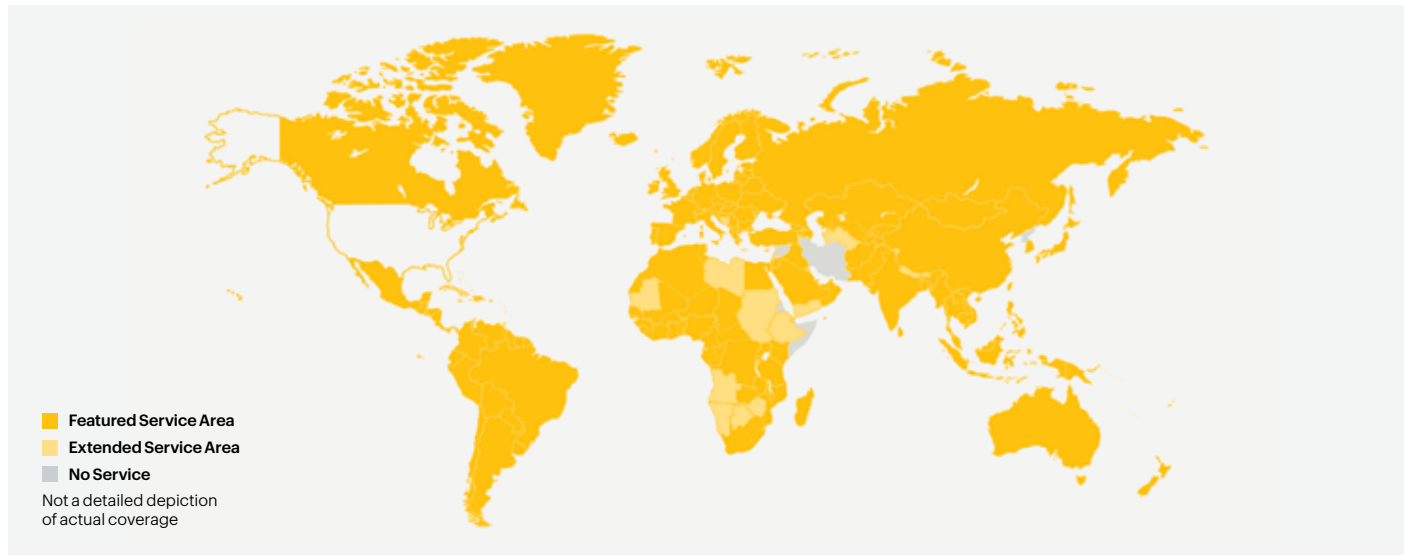 Featured Service Area
Extended Service Area
No Service
Not a detailed depiction
of actual coverage